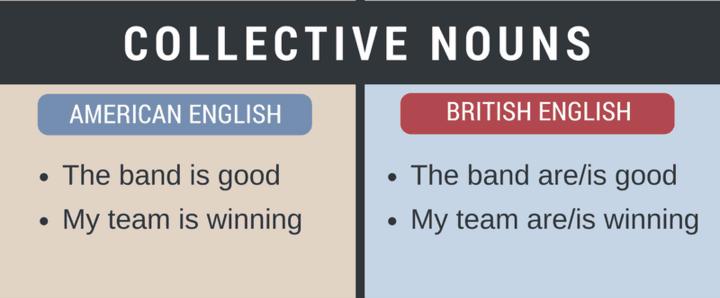 COLLECTIVE NOUNS
AMERICAN ENGLISH
• The band is good
• My team is winning
BRITISH ENGLISH
• The band are/is good
• My team are/is winning